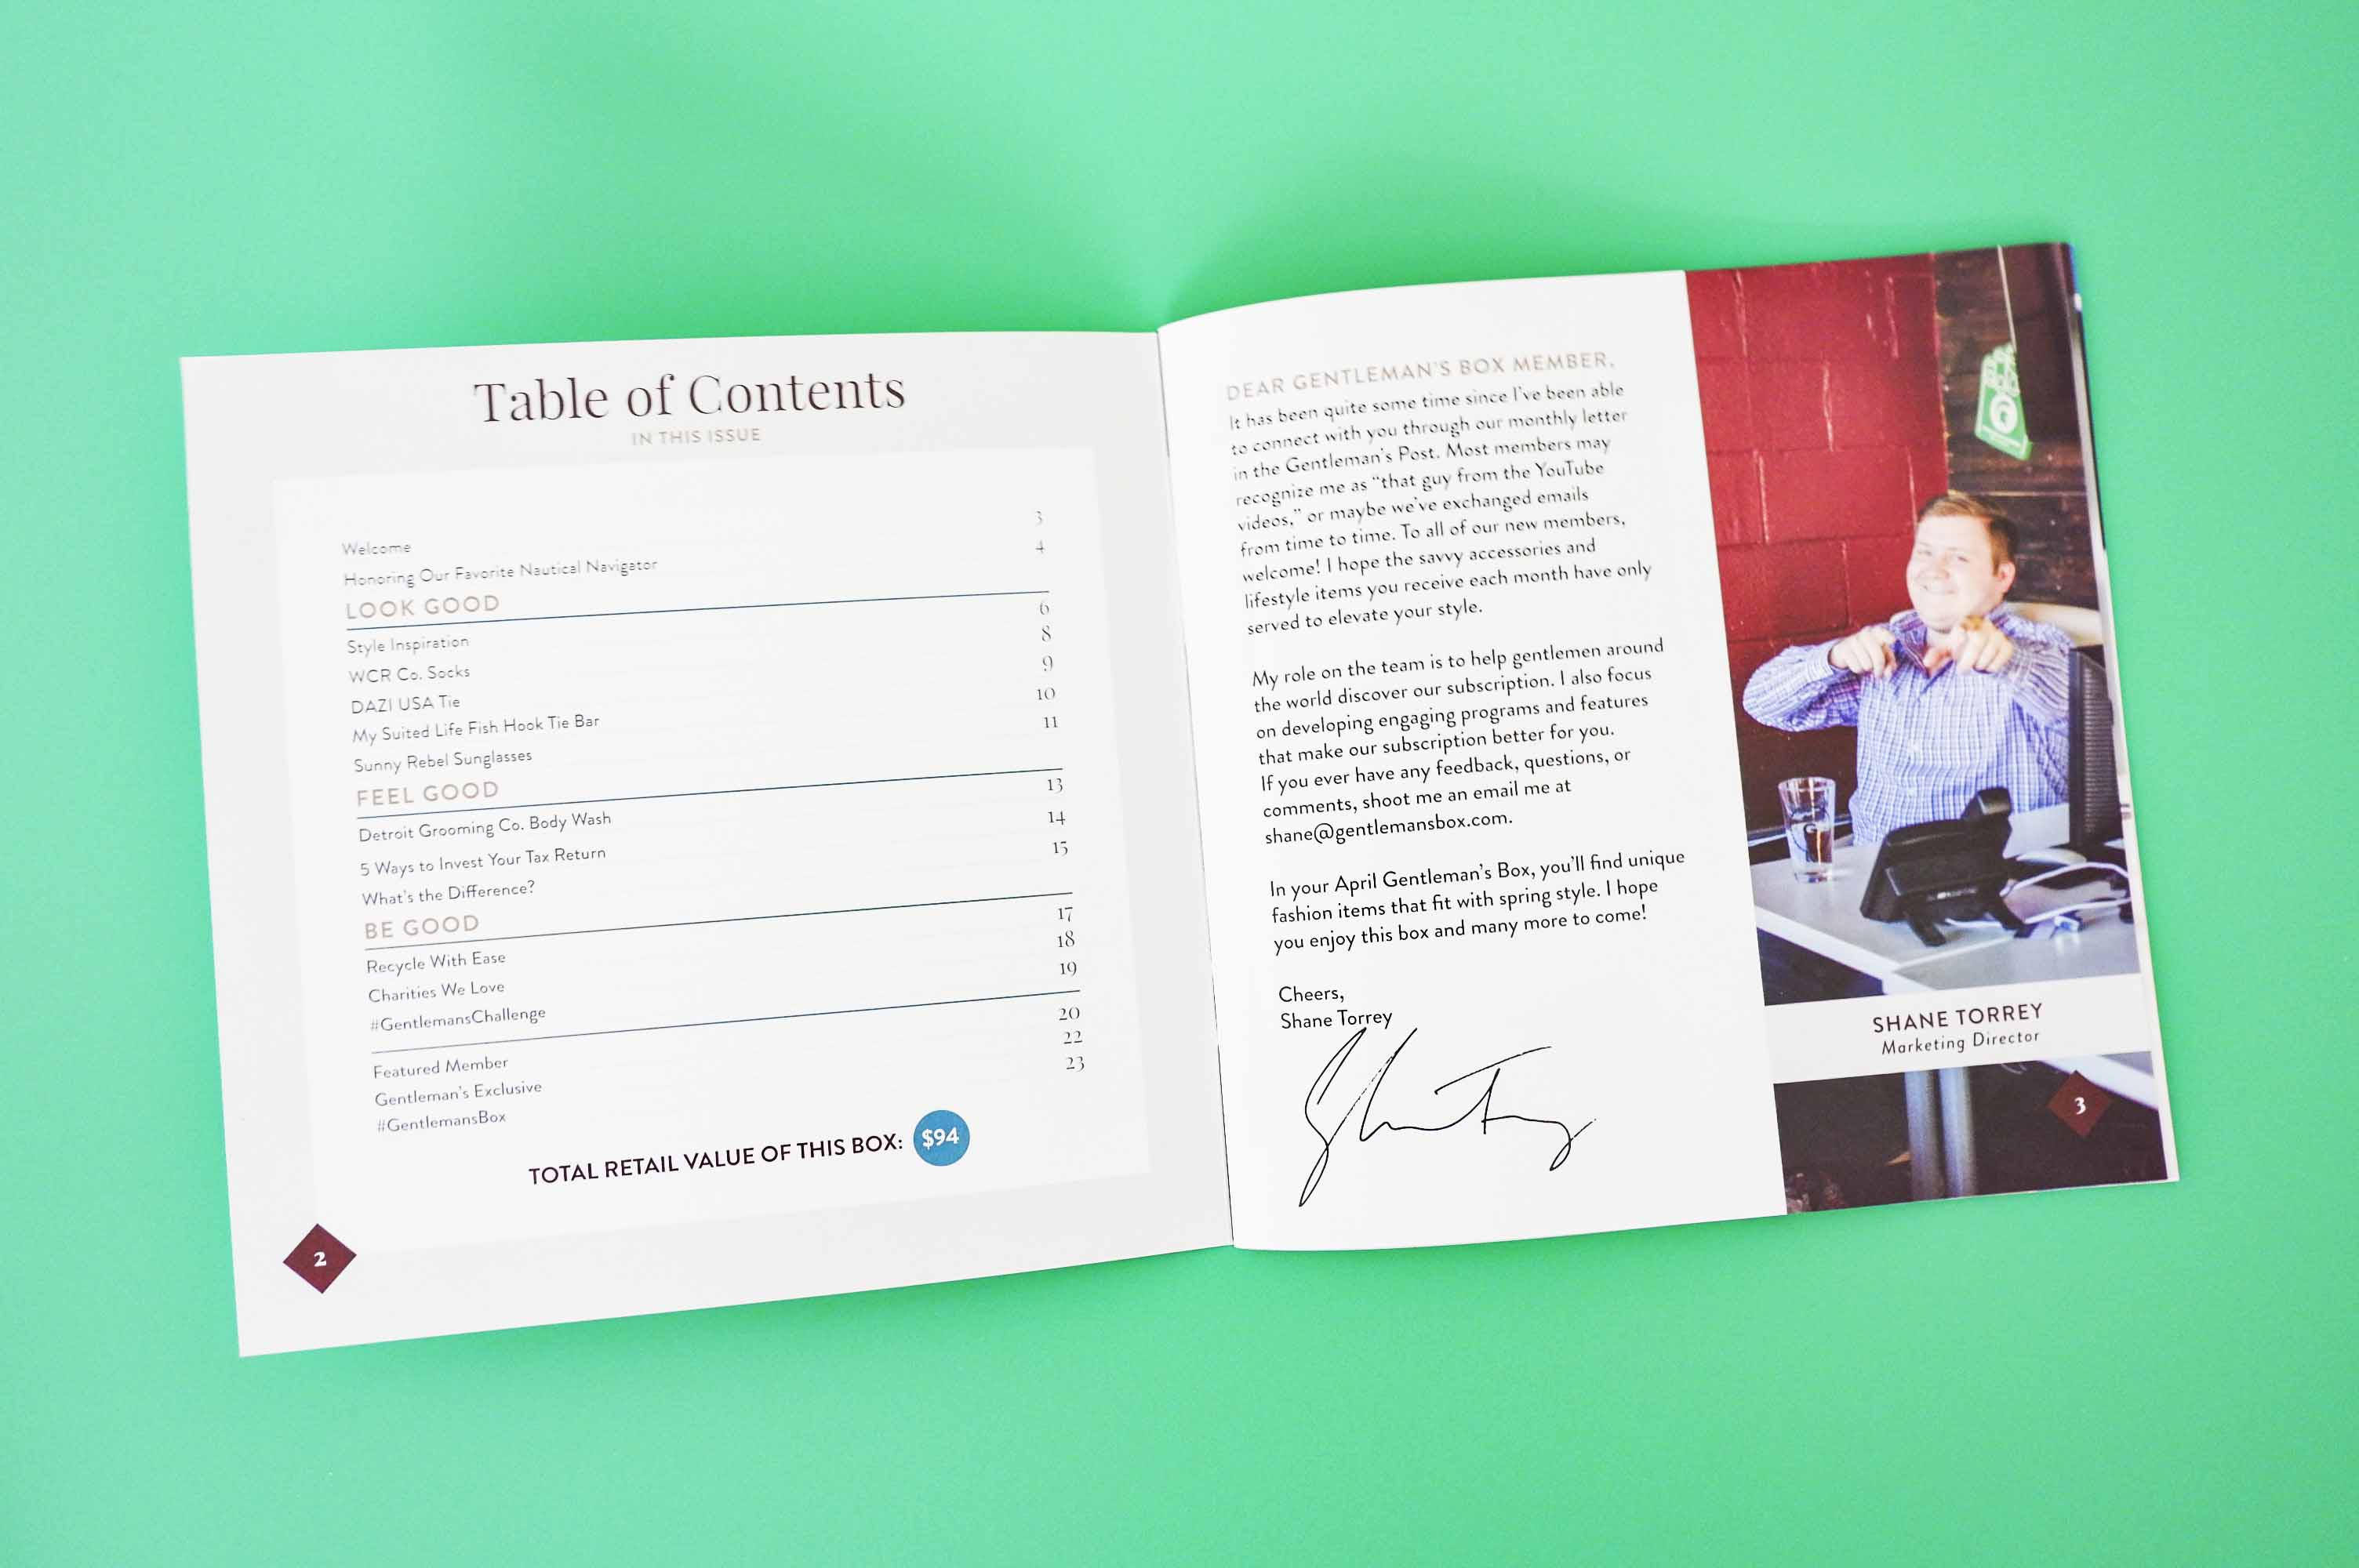 Table of Contents
IN THIS ISSUE
Welcome 3
Honoring Our Favorite Nautical Navigator 4
LOOK GOOD
Style Inspiration 6
WCR Co. Socks 8
DAZI USA Tie 9
My Suited Life Fish Hook Tie Bar 10
Sunny Rebel Sunglasses 11
FEEL GOOD
Detroit Grooming Co. Body Wash 13
5 Ways to Invest Your Tax Return 14
What's the Difference? 15
BE GOOD
Recycle With Ease 17
Charities We Love 18
#GentlemansChallenge 19
Featured Member 20
Gentleman's Exclusive 22
#GentlemansBox 23
TOTAL RETAIL VALUE OF THIS BOX: $94
2
DEAR GENTLEMAN'S BOX MEMBER,
It has been quite some time since I've been able
to connect with you through our monthly letter
in the Gentleman's Post. Most members may
recognize me as "that guy from the YouTube
videos," or maybe we've exchanged emails
from time to time. To all of our new members,
welcome! I hope the savvy accessories and
lifestyle items you receive each month have only
served to elevate your style.
My role on the team is to help gentlemen around
the world discover our subscription. I also focus
on developing engaging programs and features
that make our subscription better for you.
If you ever have any feedback, questions, or
comments, shoot me an email me at
shane@gentlemansbox.com.
In your April Gentleman's Box, you'll find unique
fashion items that fit with spring style. I hope
you enjoy this box and many more to come!
Cheers,
Shane Torrey
SHANE TORREY
Marketing Director
3